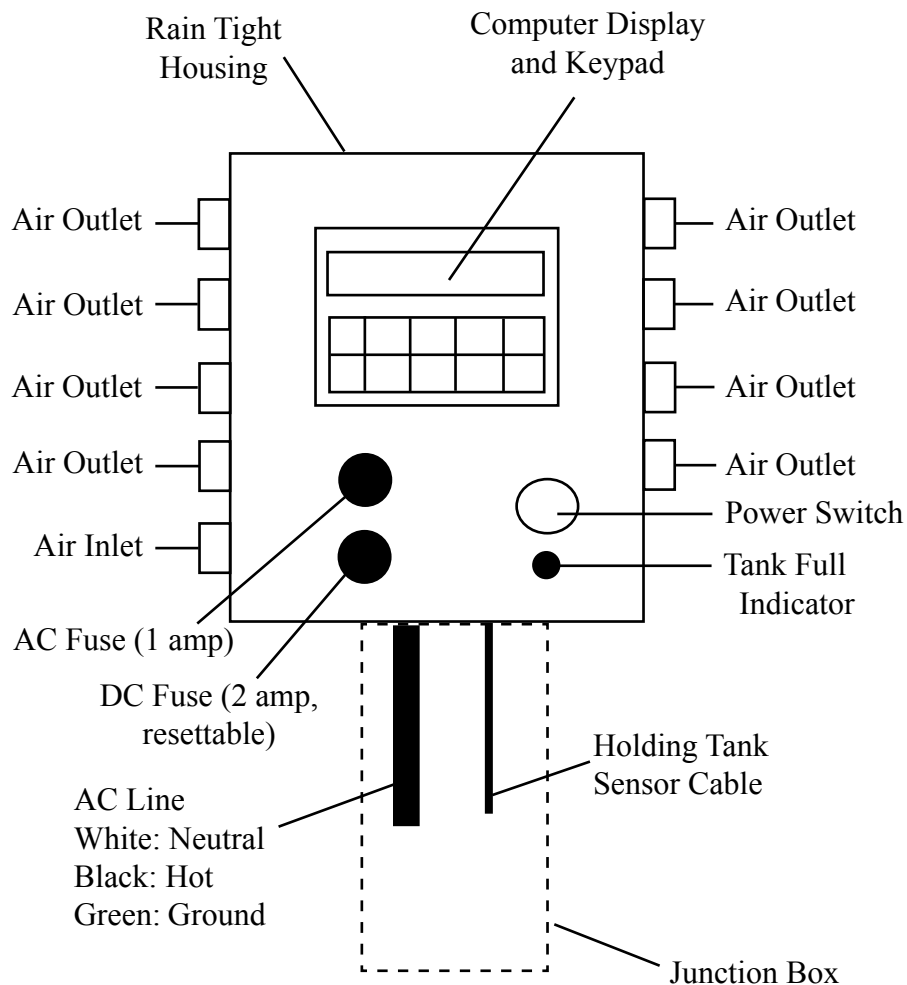 Rain Tight
Housing
Computer Display
and Keypad
Air Outlet
Air Outlet
Air Outlet
Air Outlet
Air Outlet
Air Outlet
Air Outlet
Air Outlet
Power Switch
Air Inlet
Tank Full
Indicator
AC Fuse (1 amp)
DC Fuse (2 amp,
resettable)
Holding Tank
Sensor Cable
AC Line
White: Neutral
Black: Hot
Green: Ground
Junction Box